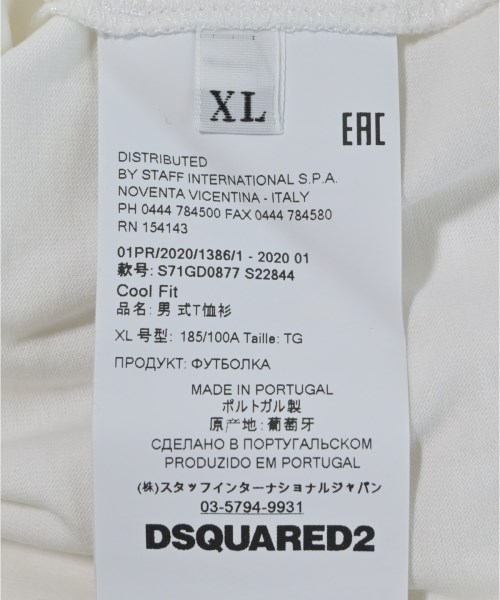 XL
EAC
DISTRIBUTED
BY STAFF INTERNATIONAL S.P.A.
NOVENTA VICENTINA - ITALY
PH 0444 784500 FAX 0444 784580
RN 154143
01PR/2020/1386/1 - 2020 01
款号: S71GD0877 S22844
Cool Fit
品名: 男 式T恤衫
XL 号型: 185/100A Taille: TG
ПРОДУКТ: ФУТБОЛКА
MADE IN PORTUGAL
ポルトガル製
原产地: 葡萄牙
СДЕЛАНО В ПОРТУГАЛЬСКОМ
PRODUZIDO EM PORTUGAL
(株)スタッフインターナショナルジャパン
03-5794-9931
DSQUARED2